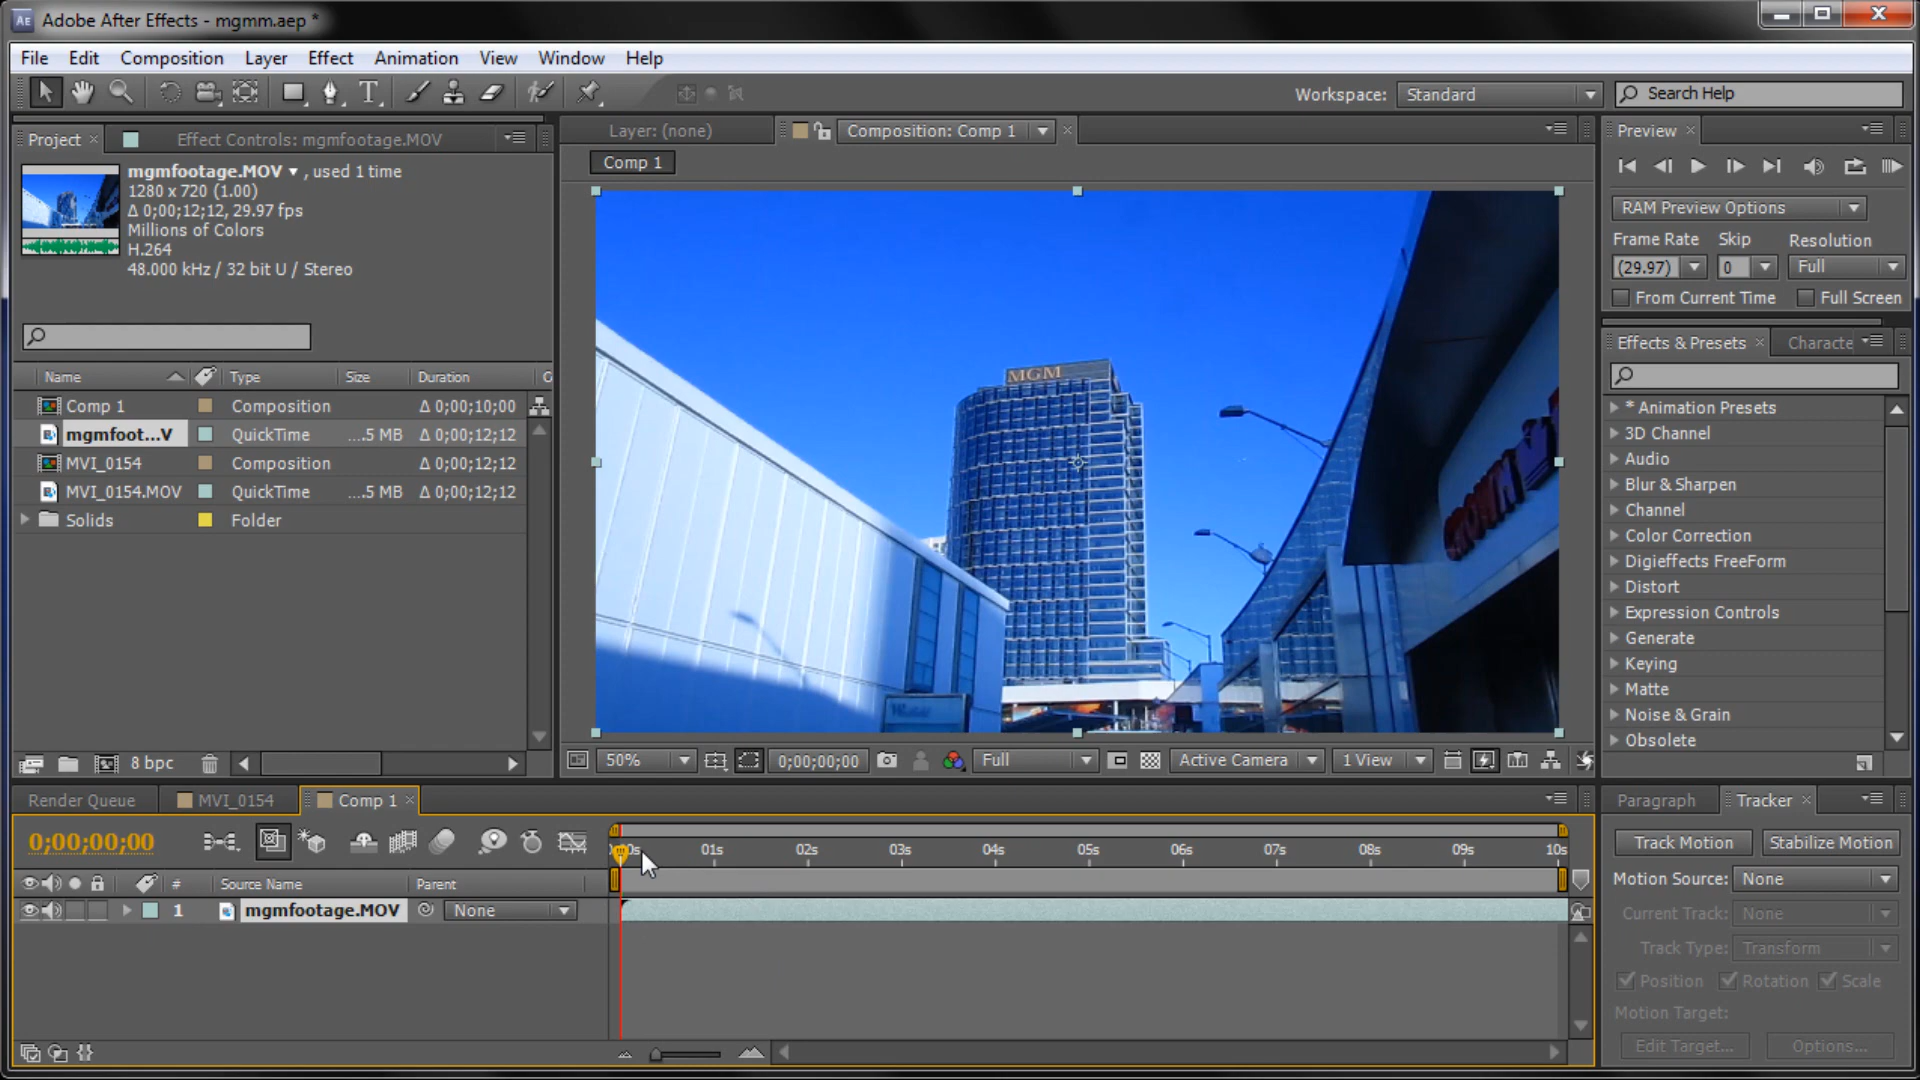 Adobe After Effects - mgmm.aep *
File Edit Composition Layer Effect Animation View Window Help
Workspace: Standard Search Help
Project Effect Controls: mgmfootage.MOV
mgmfootage.MOV , used 1 time
1280 x 720 (1.00)
Δ 0;00;12;12, 29.97 fps
Millions of Colors
H.264
48.000 kHz / 32 bit U / Stereo
Name Type Size Duration
Comp 1 Composition Δ 0;00;10;00
mgmfoot...V QuickTime ....5 MB Δ 0;00;12;12
MVI_0154 Composition Δ 0;00;12;12
MVI_0154.MOV QuickTime ....5 MB Δ 0;00;12;12
Solids Folder
8 bpc
Layer: (none) Composition: Comp 1
Comp 1
MGM
50% 0;00;00;00 Full Active Camera 1 View
Preview
RAM Preview Options
Frame Rate Skip Resolution
(29.97) 0 Full
From Current Time Full Screen
Effects & Presets Characte
* Animation Presets
3D Channel
Audio
Blur & Sharpen
Channel
Color Correction
Digieffects FreeForm
Distort
Expression Controls
Generate
Keying
Matte
Noise & Grain
Obsolete
Render Queue MVI_0154 Comp 1
0;00;00;00
01s 02s 03s 04s 05s 06s 07s 08s 09s 10s
# Source Name Parent
1 mgmfootage.MOV None
Paragraph Tracker
Track Motion Stabilize Motion
Motion Source: None
Current Track: None
Track Type: Transform
Position Rotation Scale
Motion Target:
Edit Target... Options...